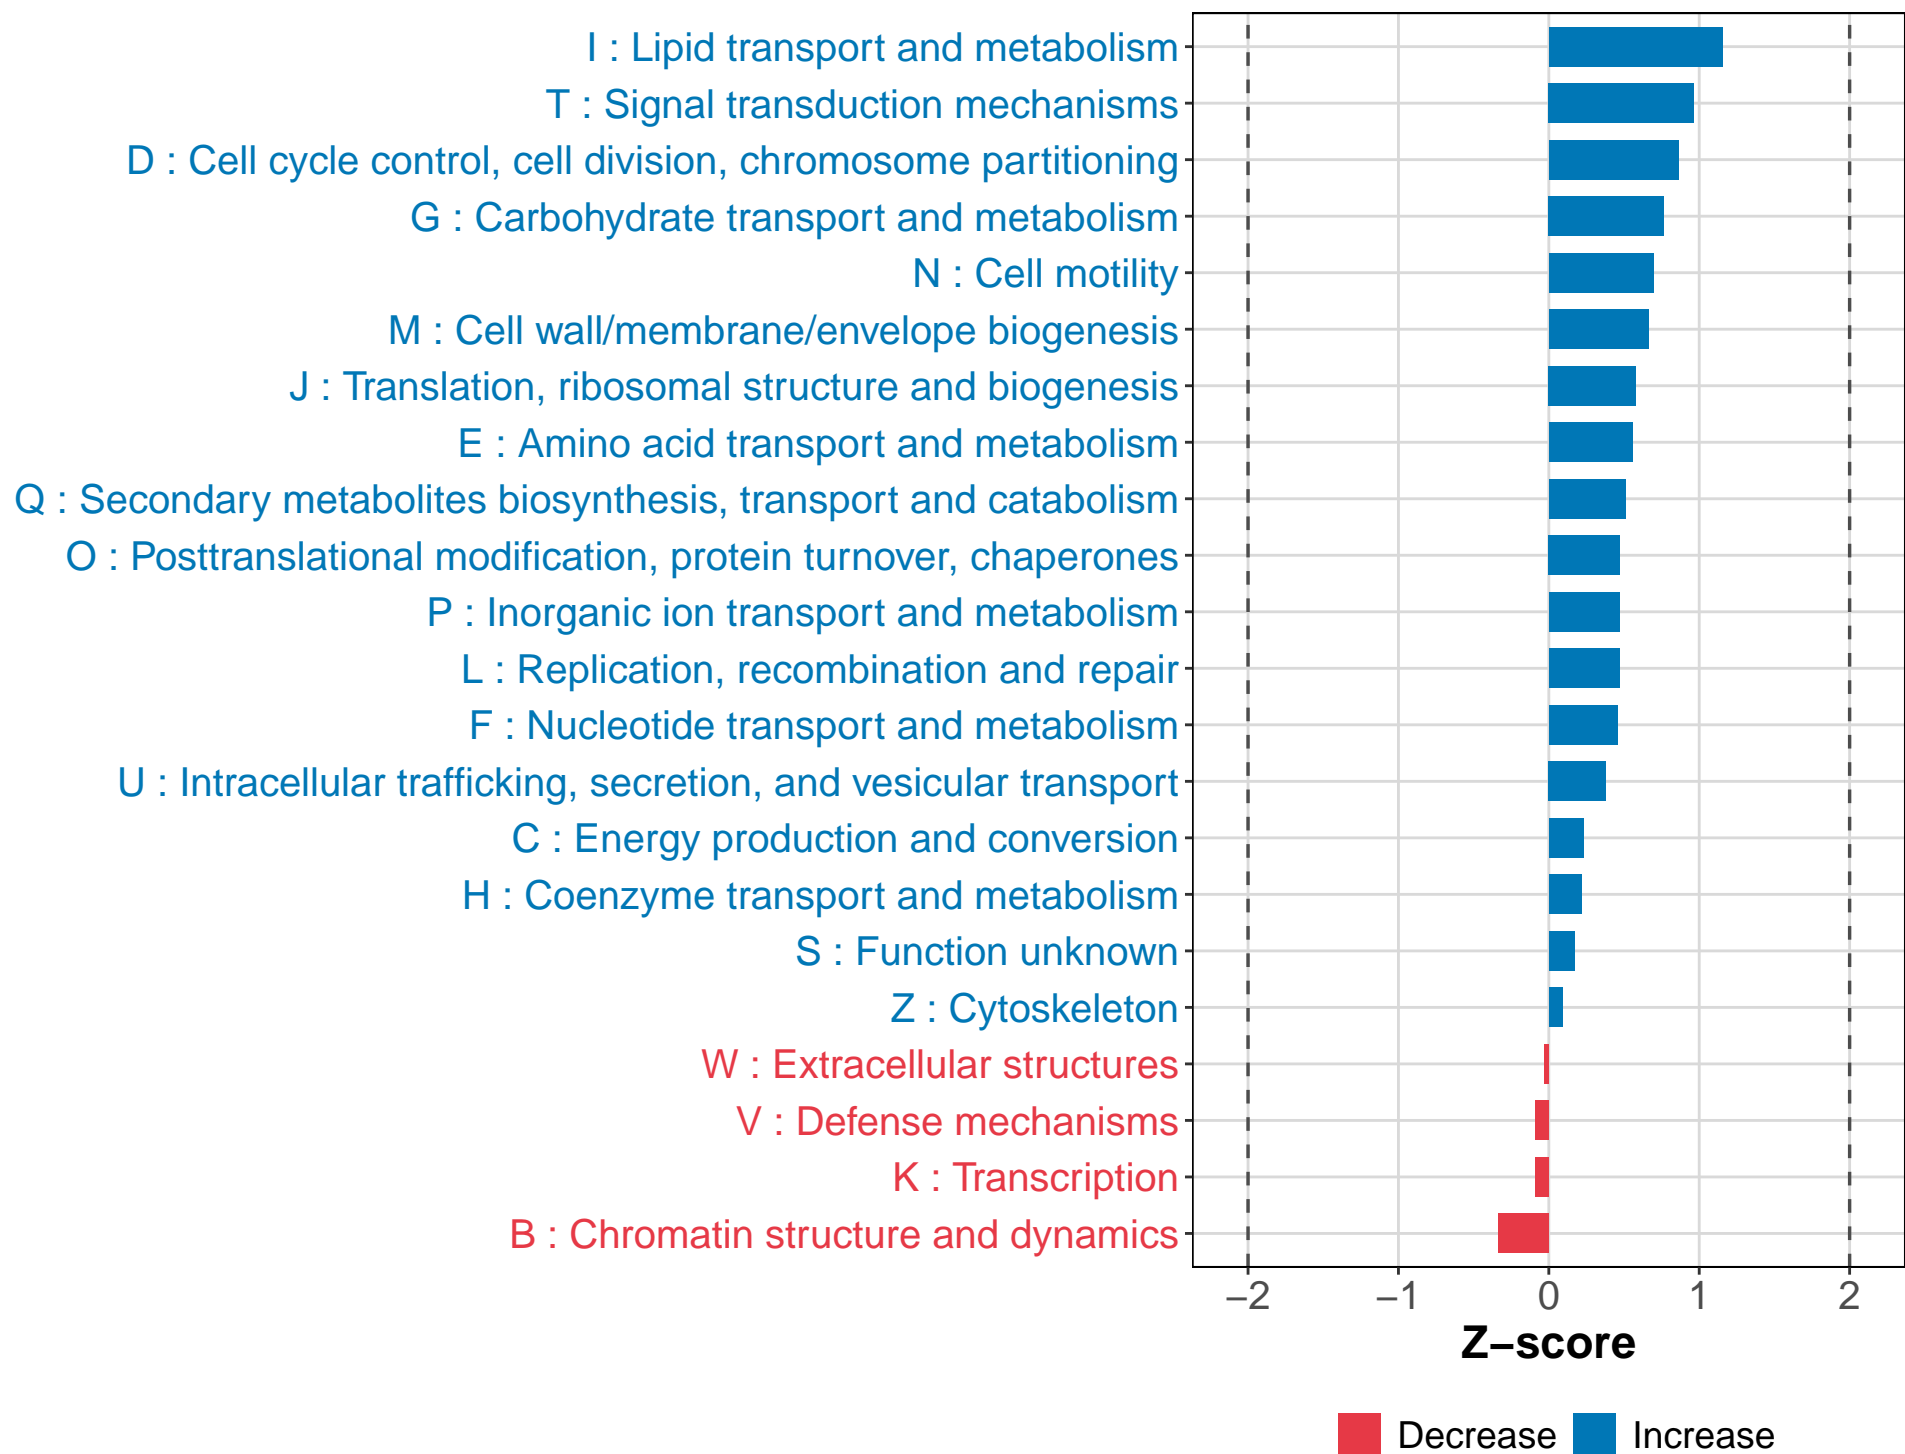 I : Lipid transport and metabolism
T : Signal transduction mechanisms
D : Cell cycle control, cell division, chromosome partitioning
G : Carbohydrate transport and metabolism
N : Cell motility
M : Cell wall/membrane/envelope biogenesis
J : Translation, ribosomal structure and biogenesis
E : Amino acid transport and metabolism
Q : Secondary metabolites biosynthesis, transport and catabolism
O : Posttranslational modification, protein turnover, chaperones
P : Inorganic ion transport and metabolism
L : Replication, recombination and repair
F : Nucleotide transport and metabolism
U : Intracellular trafficking, secretion, and vesicular transport
C : Energy production and conversion
H : Coenzyme transport and metabolism
S : Function unknown
Z : Cytoskeleton
W : Extracellular structures
V : Defense mechanisms
K : Transcription
B : Chromatin structure and dynamics
−2 −1 0 1 2
Z−score
Decrease Increase